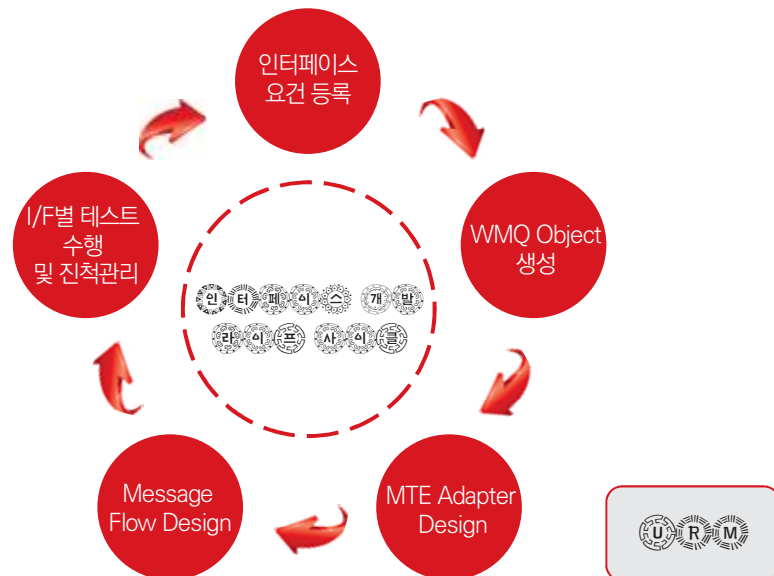 인터페이스
요건 등록
WMQ Object
생성
MTE Adapter
Design
Message
Flow Design
I/F별 테스트
수행
및 진척관리
인터페이스 개발
라이프 사이클
URM